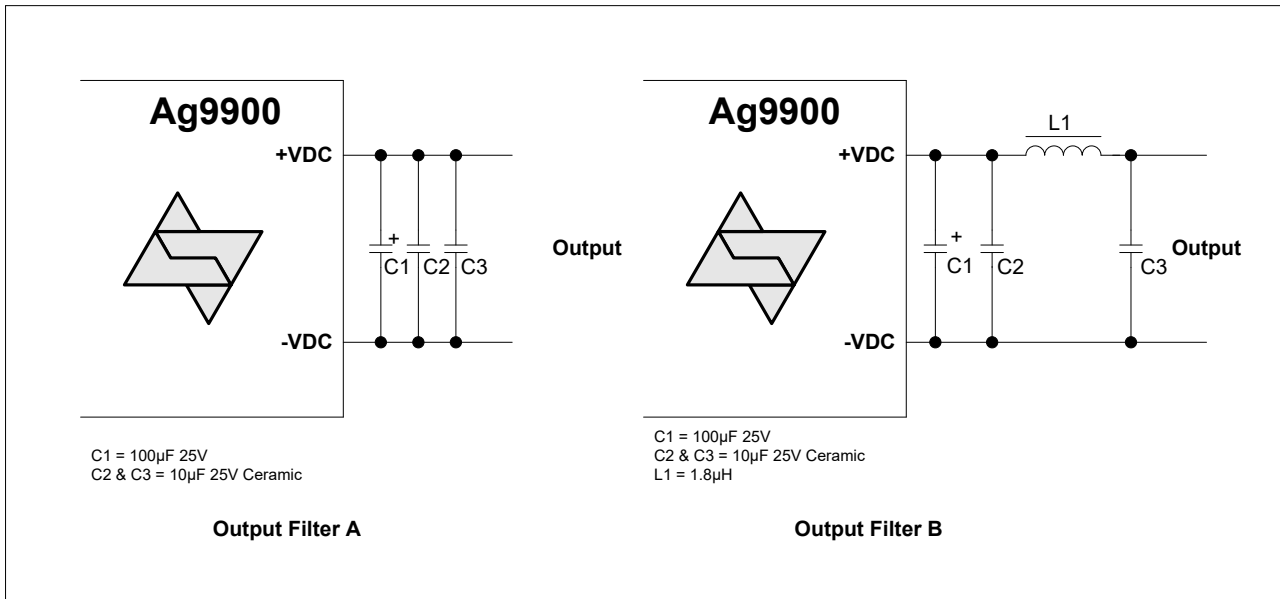 Ag9900
+VDC
+
C1
C2
C3
Output
-VDC
C1 = 100µF 25V
C2 & C3 = 10µF 25V Ceramic
Output Filter A
Ag9900
L1
+VDC
+
C1
C2
C3
Output
-VDC
C1 = 100µF 25V
C2 & C3 = 10µF 25V Ceramic
L1 = 1.8µH
Output Filter B